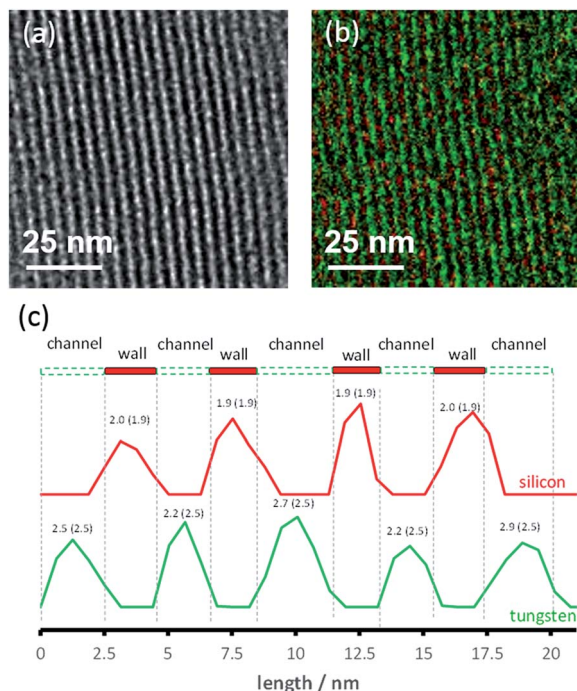 (a) (b)
25 nm 25 nm
(c)
channel wall channel wall channel wall channel wall channel
2.0 (1.9) 1.9 (1.9) 1.9 (1.9) 2.0 (1.9)
silicon
2.5 (2.5) 2.2 (2.5) 2.7 (2.5) 2.2 (2.5) 2.9 (2.5)
tungsten
0 2.5 5 7.5 10 12.5 15 17.5 20
length / nm